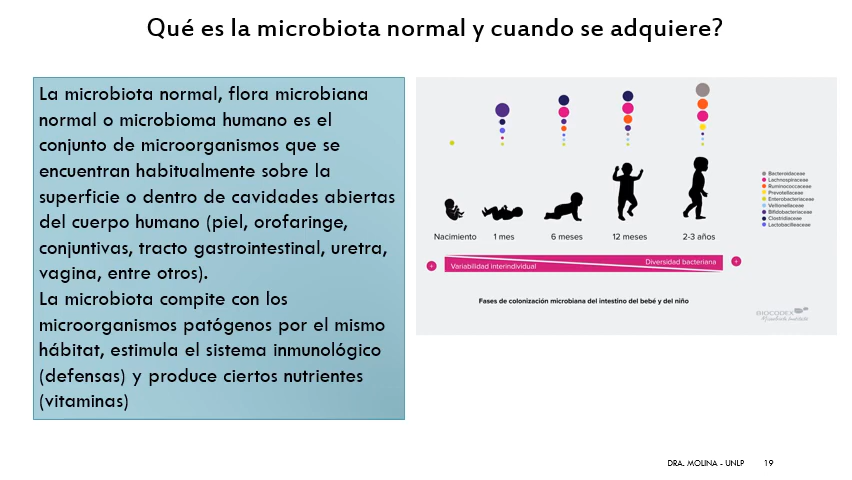 Qué es la microbiota normal y cuando se adquiere?
La microbiota normal, flora microbiana
normal o microbioma humano es el
conjunto de microorganismos que se
encuentran habitualmente sobre la
superficie o dentro de cavidades abiertas
del cuerpo humano (piel, orofaringe,
conjuntivas, tracto gastrointestinal, uretra,
vagina, entre otros).
La microbiota compite con los
microorganismos patógenos por el mismo
hábitat, estimula el sistema inmunológico
(defensas) y produce ciertos nutrientes
(vitaminas)
Nacimiento
1 mes
6 meses
12 meses
2-3 años
Bacteroidaceae
Lachnospiraceae
Ruminococcaceae
Prevotellaceae
Enterobacteriaceae
Veillonellaceae
Bifidobacteriaceae
Clostridiaceae
Lactobacillaceae
+
Variabilidad interindividual
Diversidad bacteriana
+
Fases de colonización microbiana del intestino del bebé y del niño
BIOCODEX
DRA. MOLINA - UNLP
19